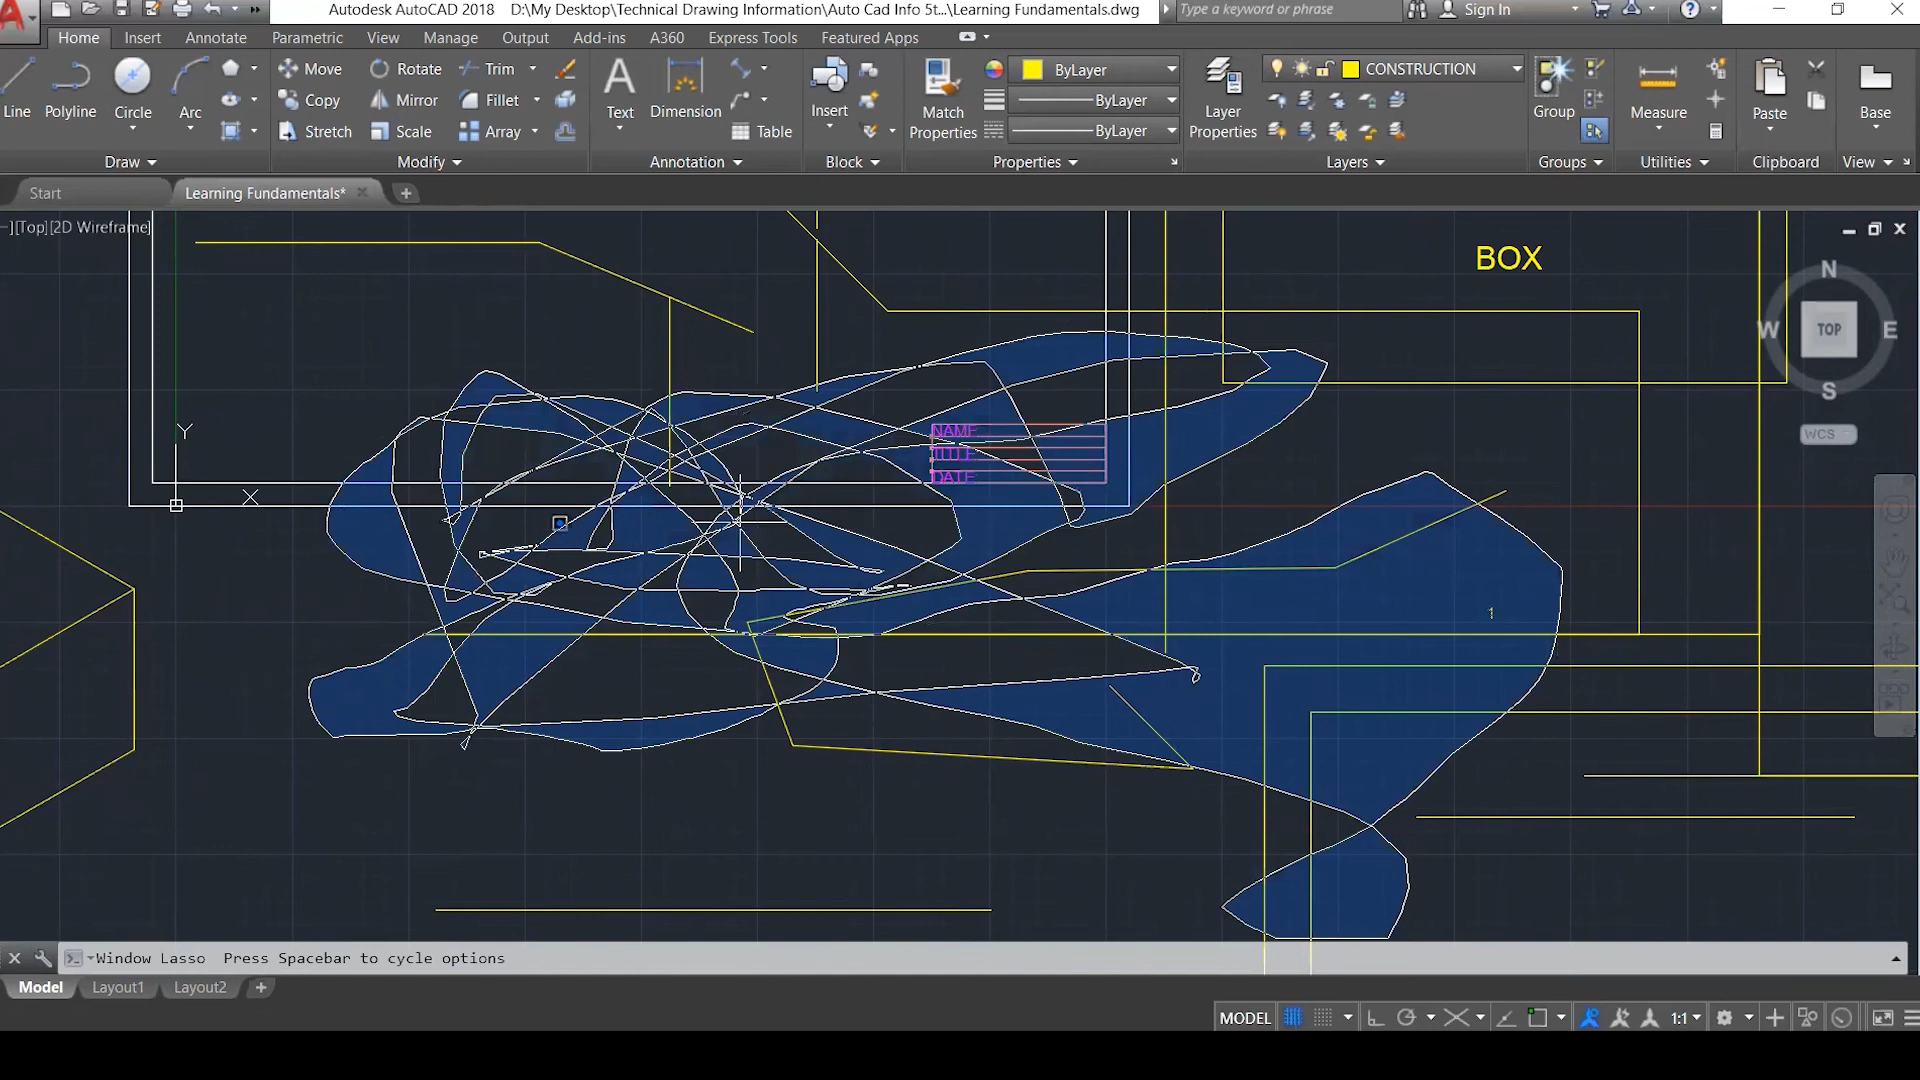 Autodesk AutoCAD 2018 D:\My Desktop\Technical Drawing Information\Auto Cad Info 5t...\Learning Fundamentals.dwg
Type a keyword or phrase
Sign In
Home Insert Annotate Parametric View Manage Output Add-ins A360 Express Tools Featured Apps
Line Polyline Circle Arc
Move Rotate Trim
Copy Mirror Fillet
Stretch Scale Array
Text Dimension Table
Insert
Match Properties
ByLayer
ByLayer
ByLayer
Layer Properties
CONSTRUCTION
Group
Measure
Paste
Base
Draw Modify Annotation Block Properties Layers Groups Utilities Clipboard View
Start Learning Fundamentals*
–][Top][2D Wireframe]
BOX
N
W TOP E
S
WCS
NAME
TITLE
DATE
Y
X
1
Window Lasso Press Spacebar to cycle options
Model Layout1 Layout2
MODEL 1:1